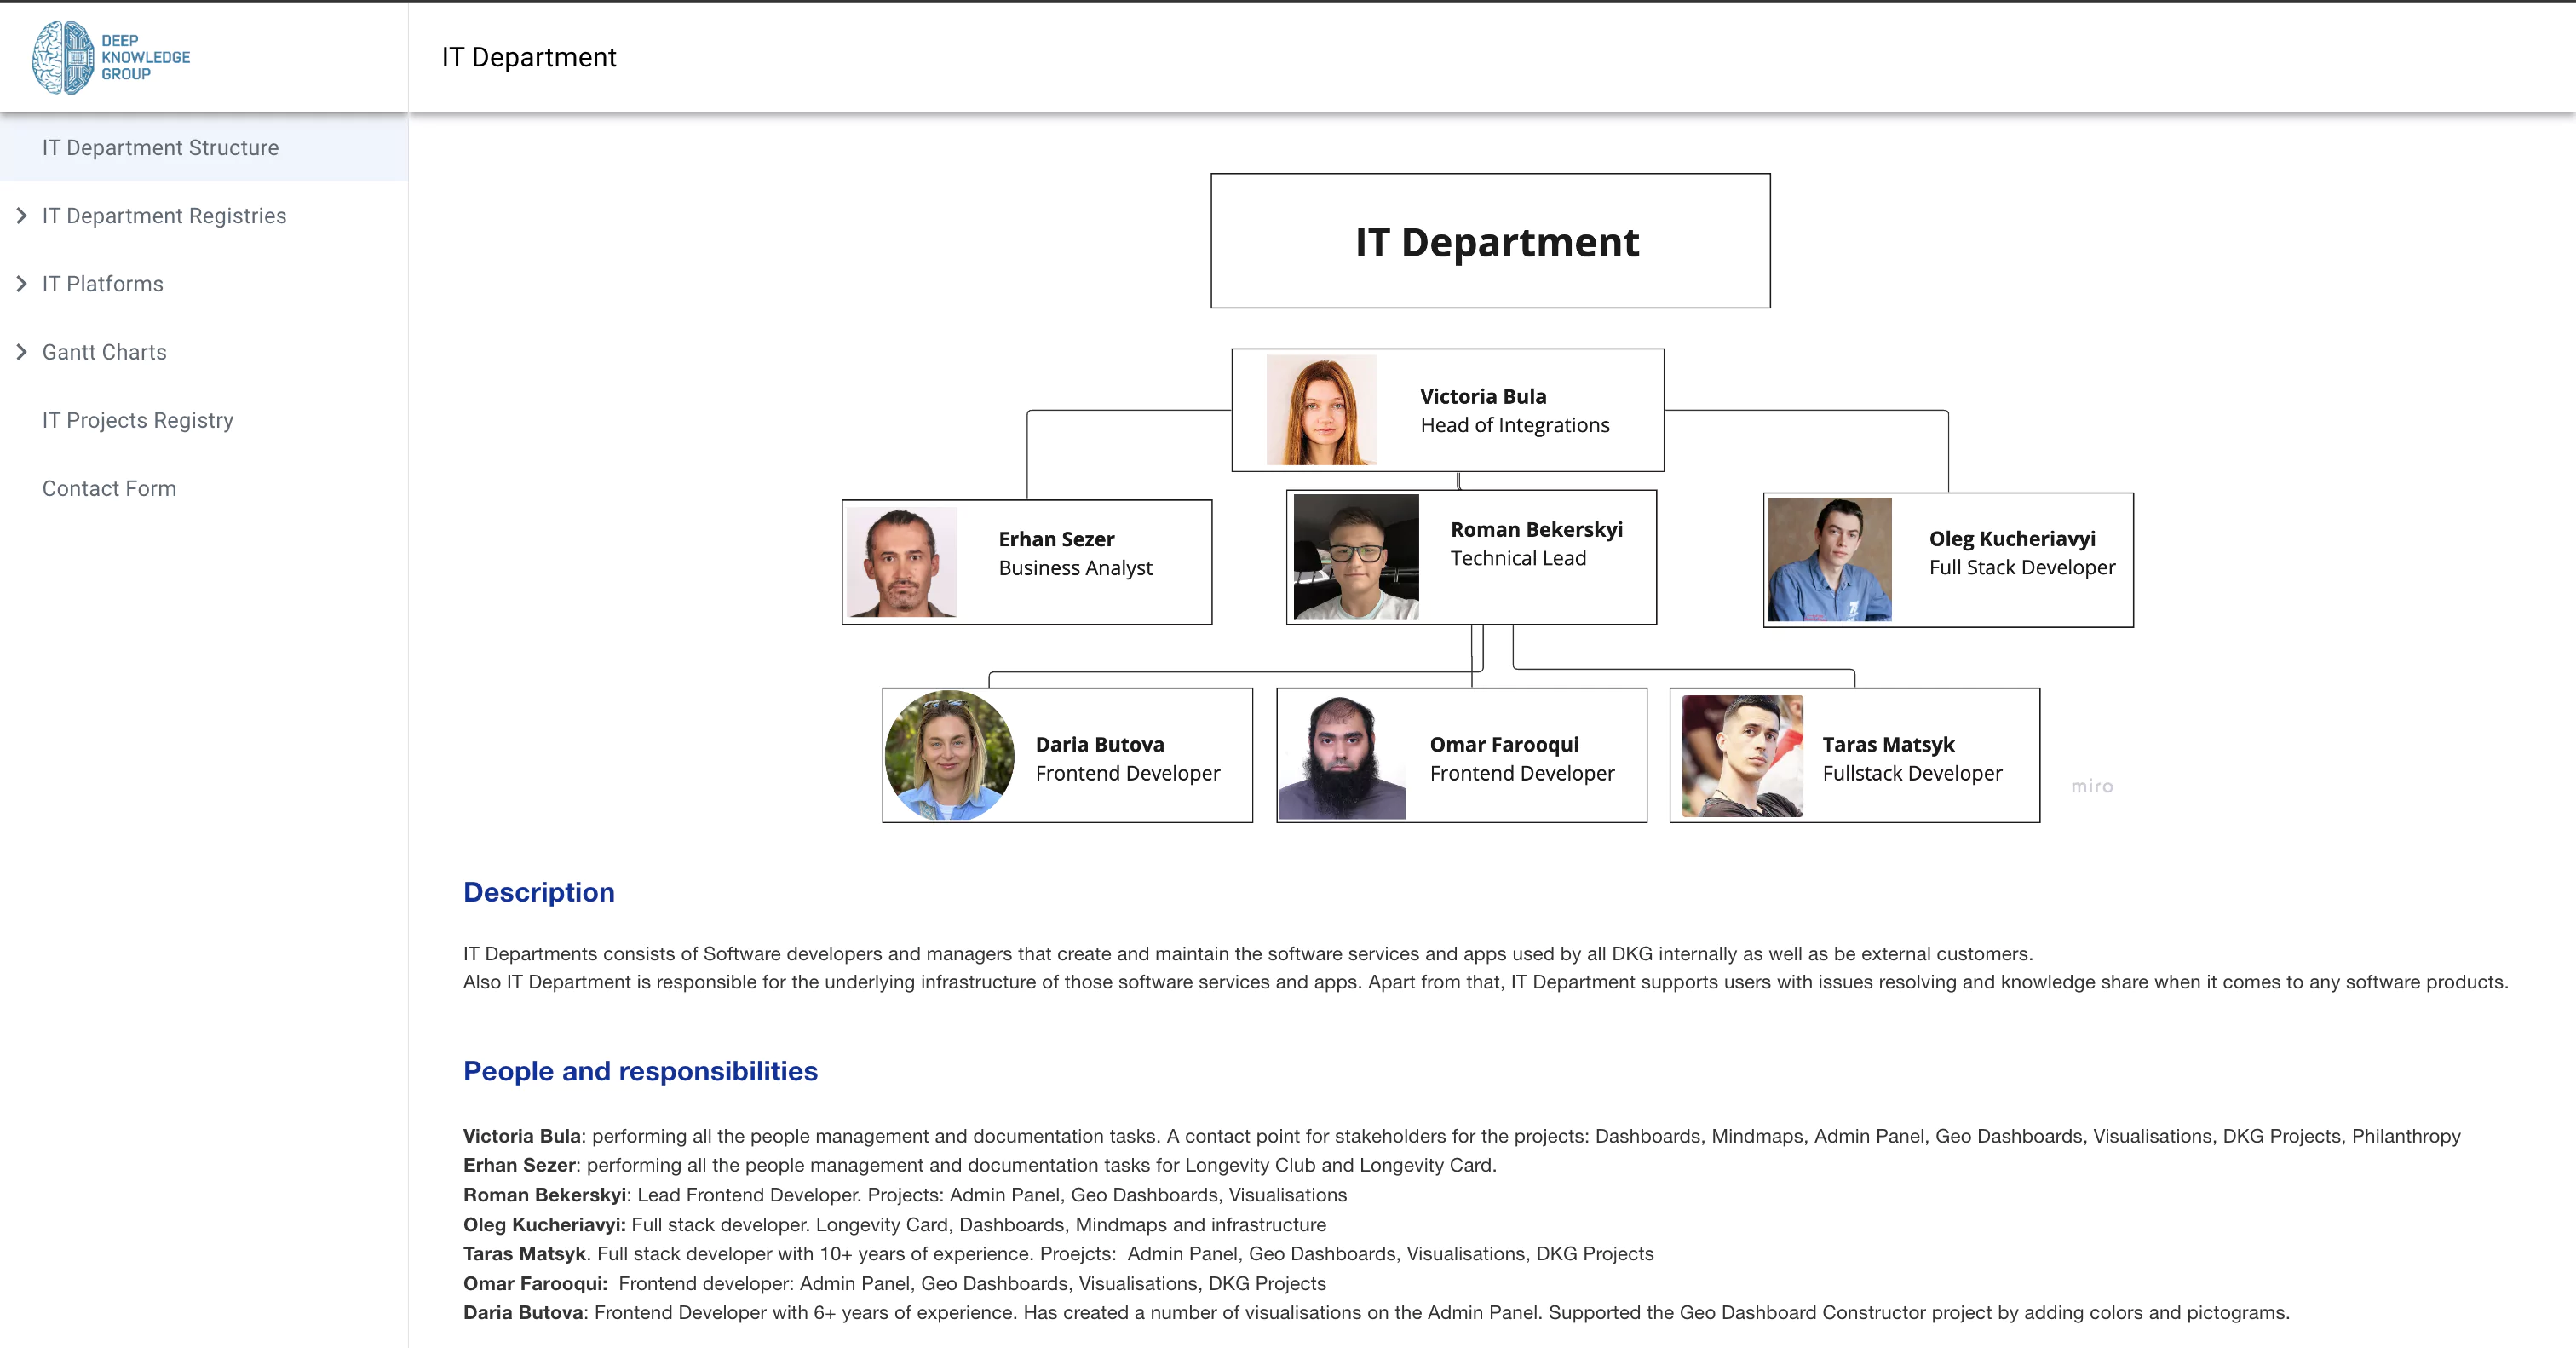 DEEP
KNOWLEDGE
GROUP
IT Department
IT Department Structure
IT Department Registries
IT Platforms
Gantt Charts
IT Projects Registry
Contact Form
IT Department
Victoria Bula
Head of Integrations
Erhan Sezer
Business Analyst
Roman Bekerskyi
Technical Lead
Oleg Kucheriavyi
Full Stack Developer
Daria Butova
Frontend Developer
Omar Farooqui
Frontend Developer
Taras Matsyk
Fullstack Developer
miro
Description
IT Departments consists of Software developers and managers that create and maintain the software services and apps used by all DKG internally as well as be external customers.
Also IT Department is responsible for the underlying infrastructure of those software services and apps. Apart from that, IT Department supports users with issues resolving and knowledge share when it comes to any software products.
People and responsibilities
Victoria Bula: performing all the people management and documentation tasks. A contact point for stakeholders for the projects: Dashboards, Mindmaps, Admin Panel, Geo Dashboards, Visualisations, DKG Projects, Philanthropy
Erhan Sezer: performing all the people management and documentation tasks for Longevity Club and Longevity Card.
Roman Bekerskyi: Lead Frontend Developer. Projects: Admin Panel, Geo Dashboards, Visualisations
Oleg Kucheriavyi: Full stack developer. Longevity Card, Dashboards, Mindmaps and infrastructure
Taras Matsyk. Full stack developer with 10+ years of experience. Proejcts:  Admin Panel, Geo Dashboards, Visualisations, DKG Projects
Omar Farooqui:  Frontend developer: Admin Panel, Geo Dashboards, Visualisations, DKG Projects
Daria Butova: Frontend Developer with 6+ years of experience. Has created a number of visualisations on the Admin Panel. Supported the Geo Dashboard Constructor project by adding colors and pictograms.